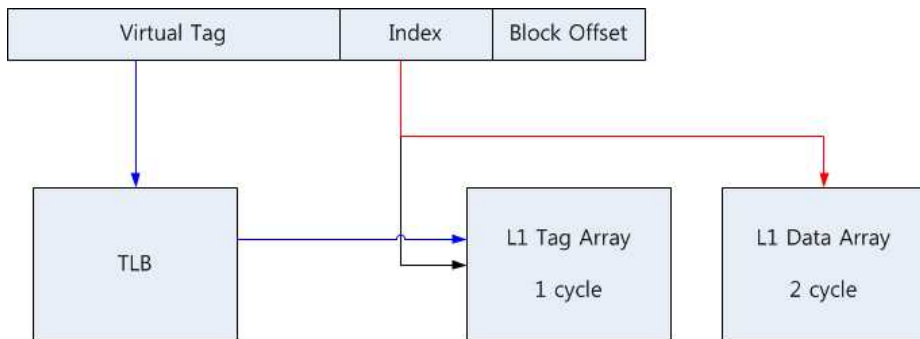 Virtual Tag
Index
Block Offset
TLB
L1 Tag Array
1 cycle
L1 Data Array
2 cycle